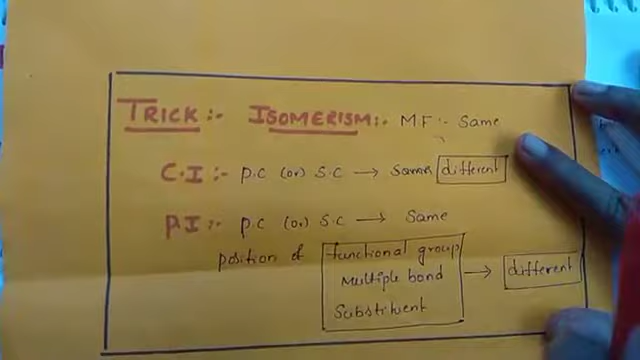 TRICK:- ISOMERISM:- M.F:- Same
C.I:- P.C (or) S.C → Same different
P.I:- P.C (or) S.C → Same
position of functional group
Multiple bond → different
Substituent